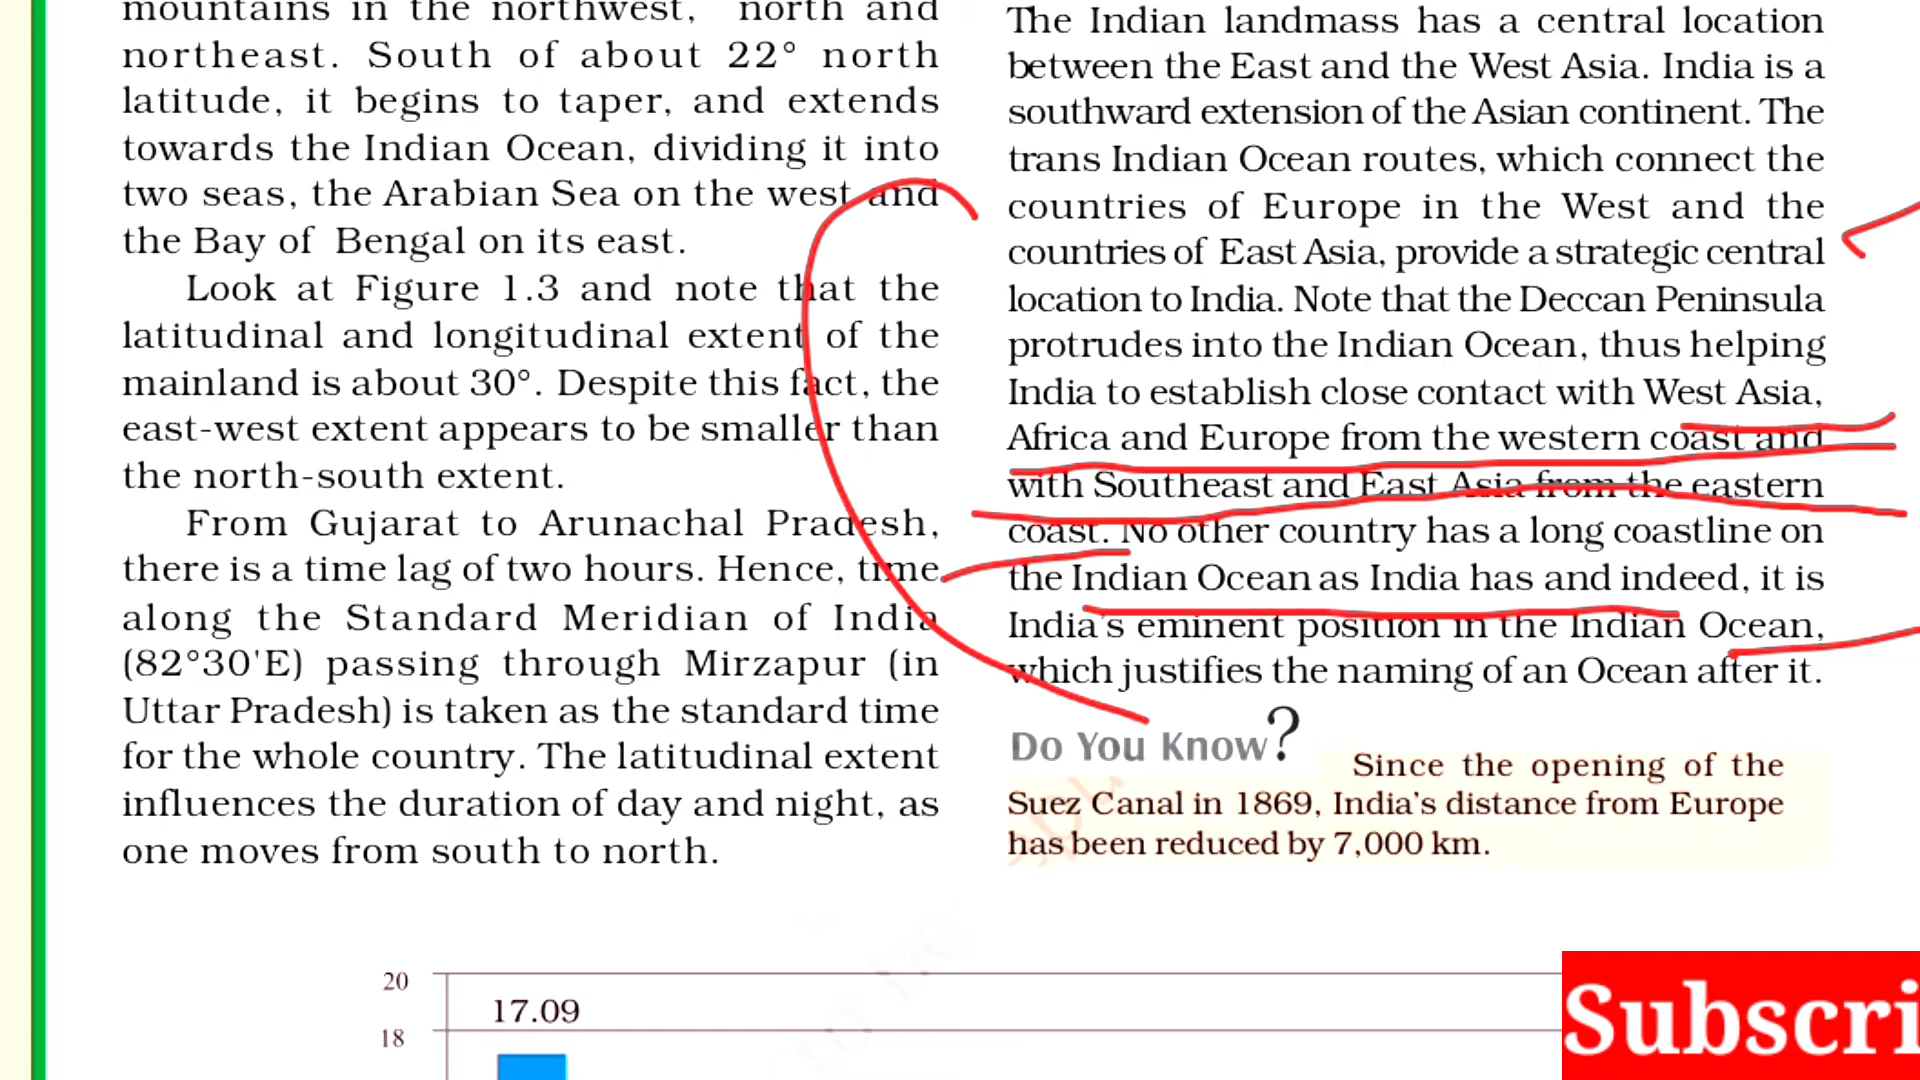 mountains in the northwest, north and
northeast. South of about 22° north
latitude, it begins to taper, and extends
towards the Indian Ocean, dividing it into
two seas, the Arabian Sea on the west and
the Bay of Bengal on its east.
Look at Figure 1.3 and note that the
latitudinal and longitudinal extent of the
mainland is about 30°. Despite this fact, the
east-west extent appears to be smaller than
the north-south extent.
From Gujarat to Arunachal Pradesh,
there is a time lag of two hours. Hence, time
along the Standard Meridian of India
(82°30'E) passing through Mirzapur (in
Uttar Pradesh) is taken as the standard time
for the whole country. The latitudinal extent
influences the duration of day and night, as
one moves from south to north.
The Indian landmass has a central location
between the East and the West Asia. India is a
southward extension of the Asian continent. The
trans Indian Ocean routes, which connect the
countries of Europe in the West and the
countries of East Asia, provide a strategic central
location to India. Note that the Deccan Peninsula
protrudes into the Indian Ocean, thus helping
India to establish close contact with West Asia,
Africa and Europe from the western coast and
with Southeast and East Asia from the eastern
coast. No other country has a long coastline on
the Indian Ocean as India has and indeed, it is
India's eminent position in the Indian Ocean,
which justifies the naming of an Ocean after it.
Do You Know?
Since the opening of the
Suez Canal in 1869, India's distance from Europe
has been reduced by 7,000 km.
20
17.09
18
Subscri